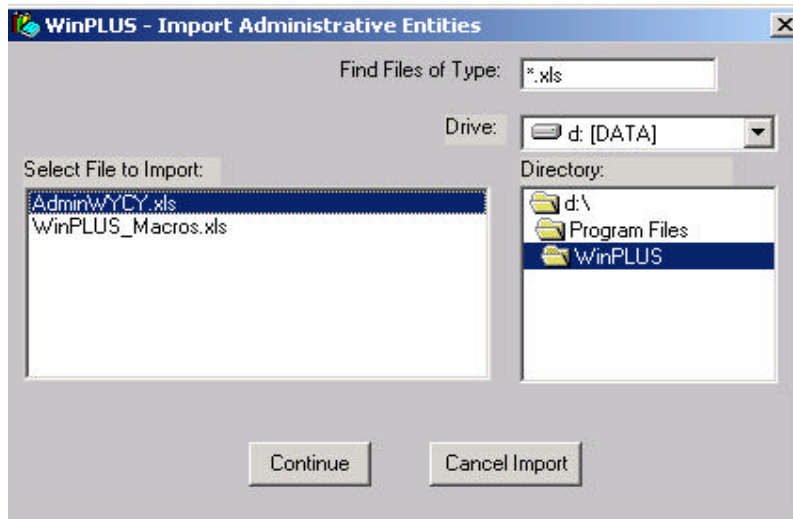 WinPLUS - Import Administrative Entities
Find Files of Type: *.xls
Drive: d: [DATA]
Select File to Import:
Directory:
AdminWYCY.xls
WinPLUS_Macros.xls
d:\
Program Files
WinPLUS
Continue
Cancel Import